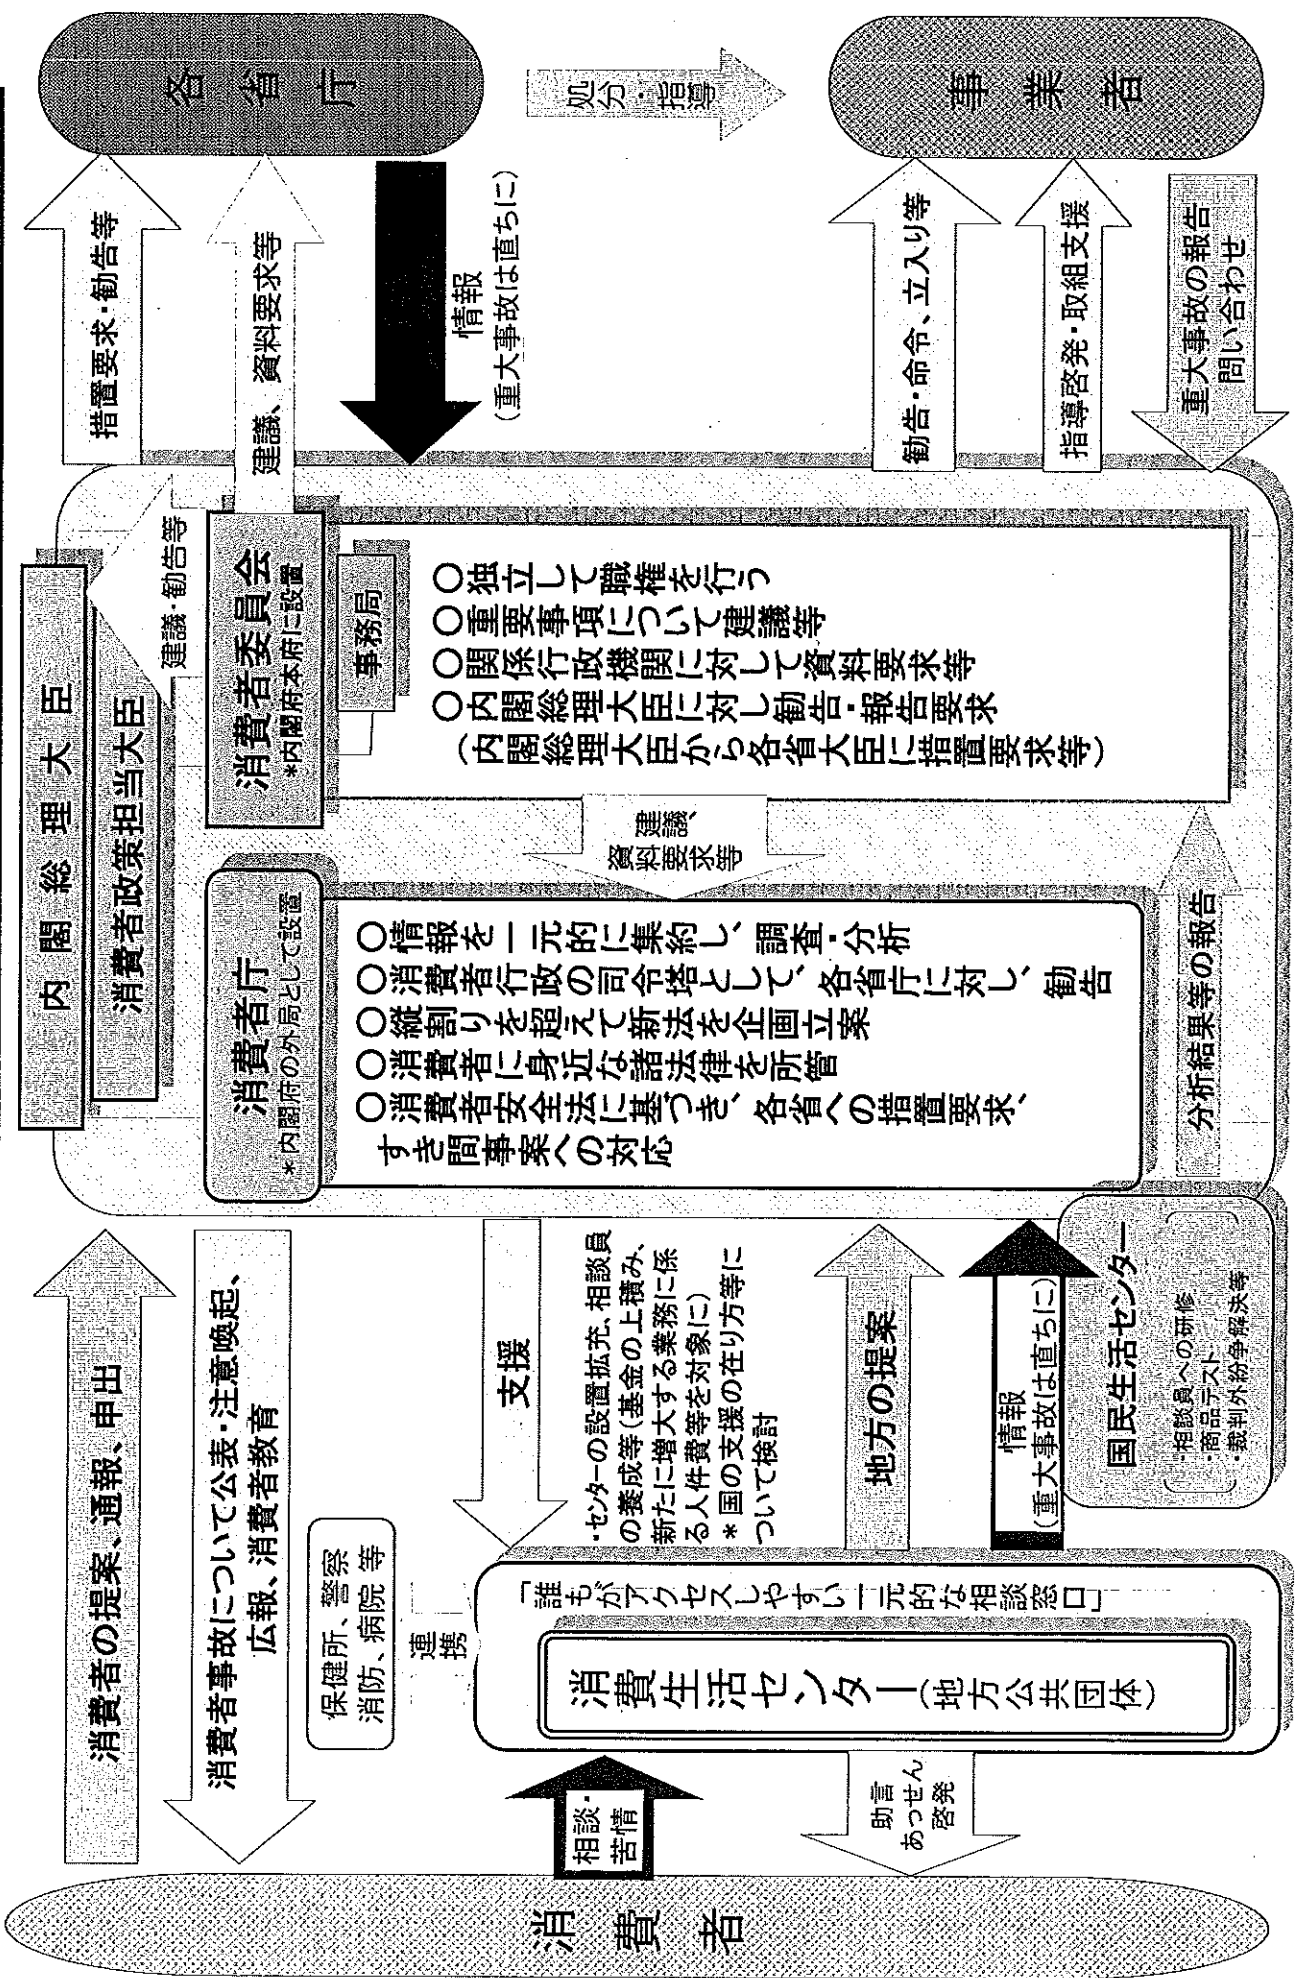 内閣総理大臣
消費者政策担当大臣
消費者の提案、通報、申出
消費者事故について公表・注意喚起、
広報、消費者教育
消費者
保健所、警察
消防、病院 等
連携
相談・
苦情
助言
あっせん
啓発
「誰もがアクセスしやすい一元的な相談窓口」
消費生活センター(地方公共団体)
支援
・センターの設置拡充、相談員
の養成等(基金の上積み、
新たに増大する業務に係
る人件費等を対象に)
*国の支援の在り方等に
ついて検討
地方の提案
情報
(重大事故は直ちに)
国民生活センター
・相談員への研修
・商品テスト
・裁判外紛争解決等
消費者庁
*内閣府の外局として設置
○情報を一元的に集約し、調査・分析
○消費者行政の司令塔として、各省庁に対し、勧告
○縦割りを超えて新法を企画立案
○消費者に身近な諸法律を所管
○消費者安全法に基づき、各省への措置要求、
すき間事案への対応
建議、
資料要求等
分析結果等の報告
建議・勧告等
消費者委員会
*内閣府本府に設置
事務局
○独立して職権を行う
○重要事項について建議等
○関係行政機関に対して資料要求等
○内閣総理大臣に対し勧告・報告要求
(内閣総理大臣から各省大臣に措置要求等)
措置要求・勧告等
建議、資料要求等
情報
(重大事故は直ちに)
各省庁
処分・指導
事業者
勧告・命令、立入り等
指導啓発・取組支援
重大事故の報告
問い合わせ